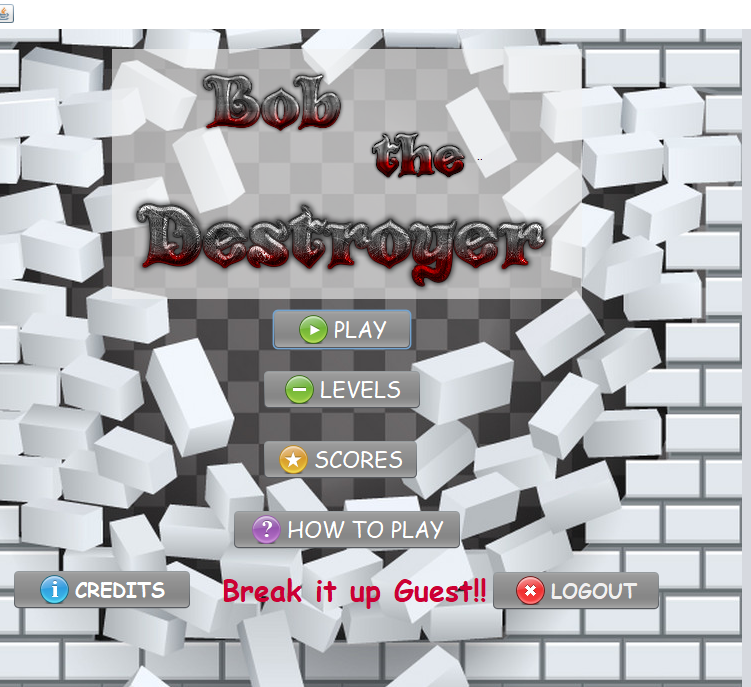 Bob
the
Destroyer
PLAY
LEVELS
SCORES
HOW TO PLAY
CREDITS
Break it up Guest!!
LOGOUT